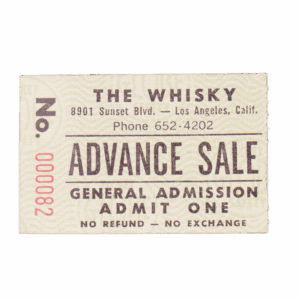 THE WHISKY
8901 Sunset Blvd. — Los Angeles, Calif.
Phone 652-4202
ADVANCE SALE
GENERAL ADMISSION
ADMIT ONE
NO REFUND — NO EXCHANGE
No. 000082